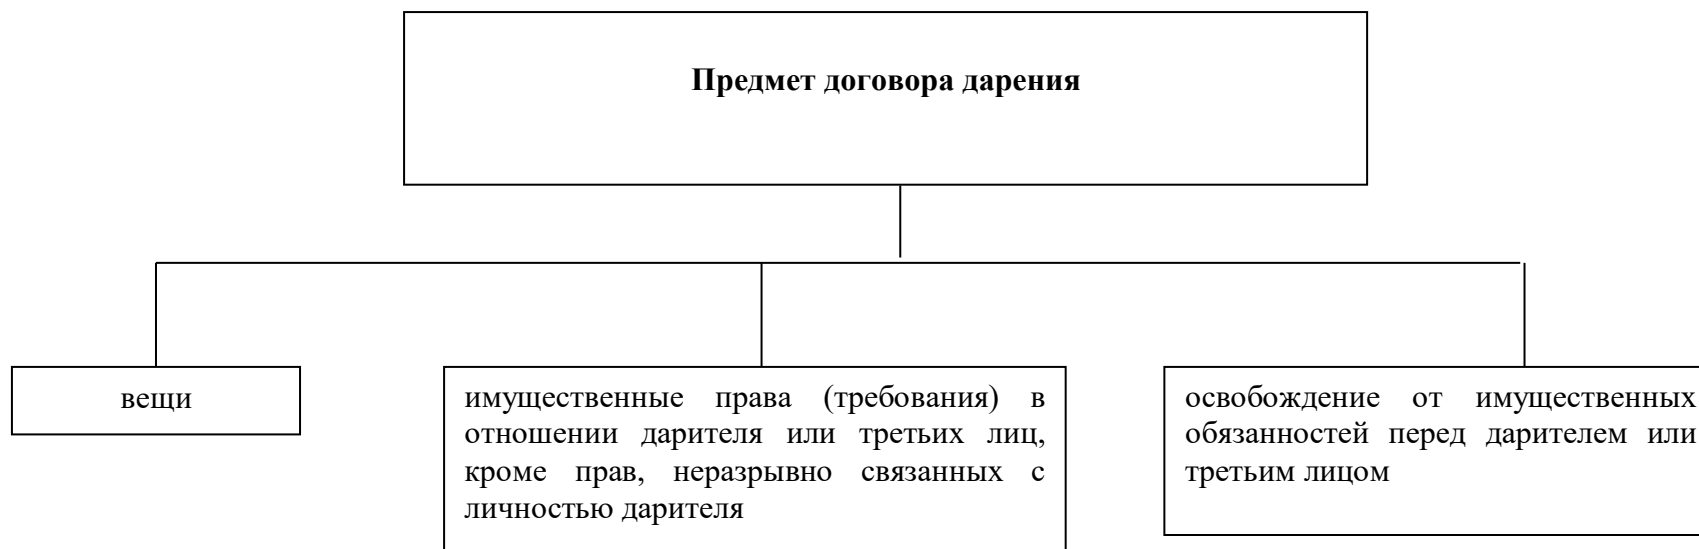 Предмет договора дарения
вещи
имущественные права (требования) в
отношении дарителя или третьих лиц,
кроме прав, неразрывно связанных с
личностью дарителя
освобождение от имущественных
обязанностей перед дарителем или
третьим лицом